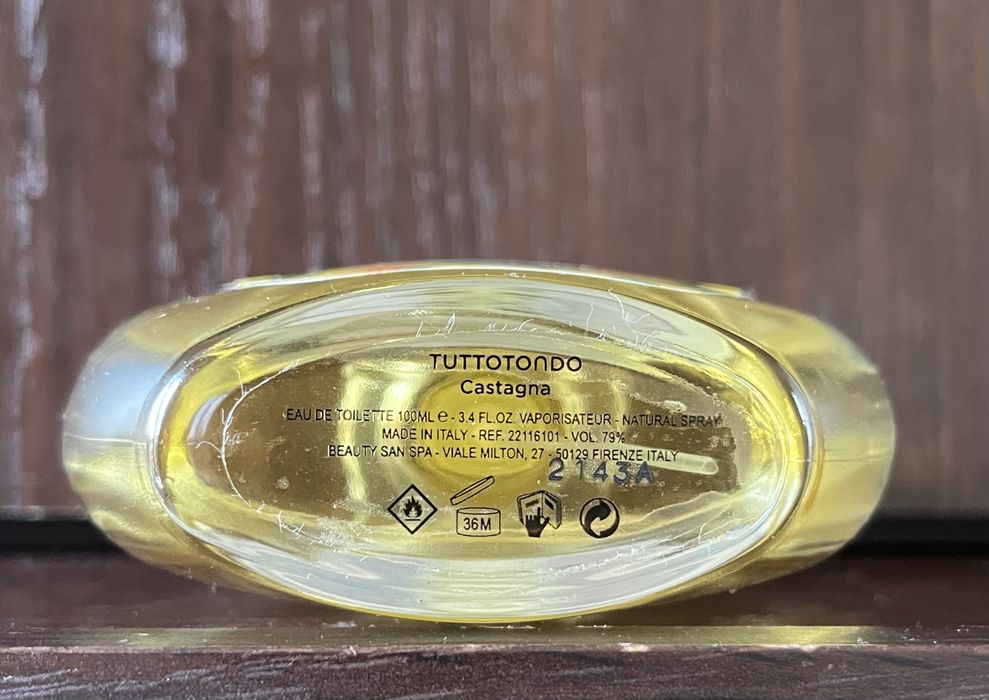 TUTTOTONDO
Castagna
EAU DE TOILETTE 100ML e - 3.4 FL.OZ. VAPORISATEUR - NATURAL SPRAY
MADE IN ITALY - REF. 22116101 - VOL. 79%
BEAUTY SAN SPA - VIALE MILTON, 27 - 50129 FIRENZE ITALY
2143A
36M